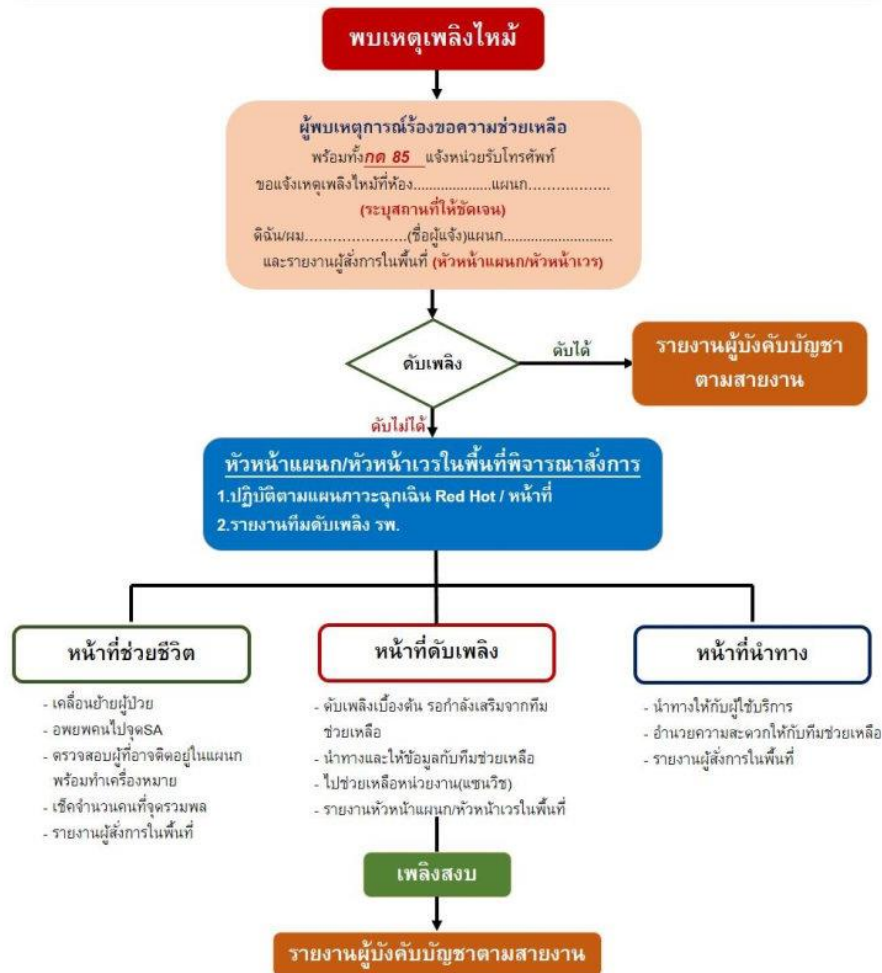 พบเหตุเพลิงไหม้
ผู้พบเหตุการณ์ร้องขอความช่วยเหลือ
พร้อมทั้งกด 85 แจ้งหน่วยรับโทรศัพท์
ขอแจ้งเหตุเพลิงไหม้ที่ห้อง....................แผนก..................
(ระบุสถานที่ให้ชัดเจน)
ดิฉัน/ผม......................(ชื่อผู้แจ้ง)แผนก............................
และรายงานผู้สั่งการในพื้นที่ (หัวหน้าแผนก/หัวหน้าเวร)
ดับเพลิง
ดับได้
รายงานผู้บังคับบัญชา
ตามสายงาน
ดับไม่ได้
หัวหน้าแผนก/หัวหน้าเวรในพื้นที่พิจารณาสั่งการ
1.ปฏิบัติตามแผนภาวะฉุกเฉิน Red Hot / หน้าที่
2.รายงานทีมดับเพลิง รพ.
หน้าที่ช่วยชีวิต
- เคลื่อนย้ายผู้ป่วย
- อพยพคนไปจุดSA
- ตรวจสอบผู้ที่อาจติดอยู่ในแผนก
พร้อมทำเครื่องหมาย
- เช็คจำนวนคนที่จุดรวมพล
- รายงานผู้สั่งการในพื้นที่
หน้าที่ดับเพลิง
- ดับเพลิงเบื้องต้น รอกำลังเสริมจากทีม
ช่วยเหลือ
- นำทางและให้ข้อมูลกับทีมช่วยเหลือ
- ไปช่วยเหลือหน่วยงาน(แซนวิช)
- รายงานหัวหน้าแผนก/หัวหน้าเวรในพื้นที่
หน้าที่นำทาง
- นำทางให้กับผู้ใช้บริการ
- อำนวยความสะดวกให้กับทีมช่วยเหลือ
- รายงานผู้สั่งการในพื้นที่
เพลิงสงบ
รายงานผู้บังคับบัญชาตามสายงาน